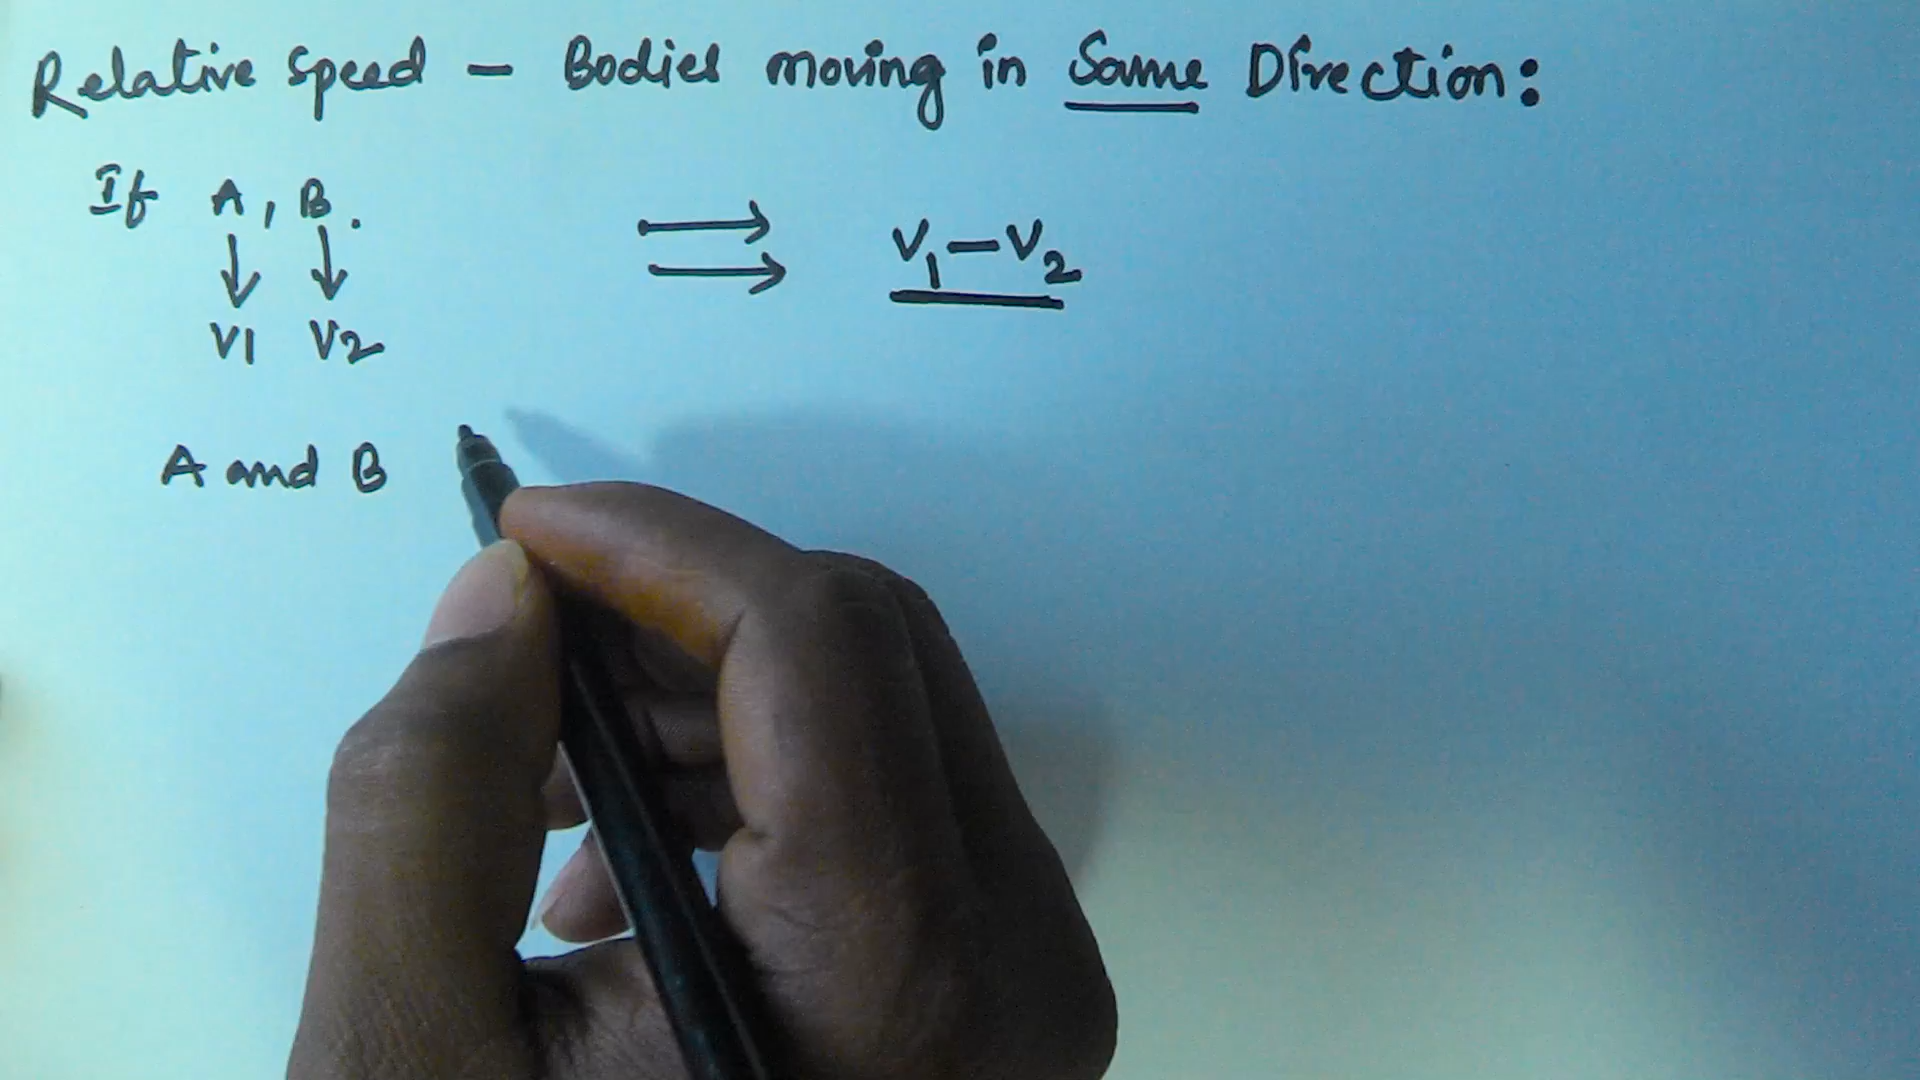 Relative Speed - Bodies moving in Same Direction:
If A, B.
V1 V2
V1-V2
A and B